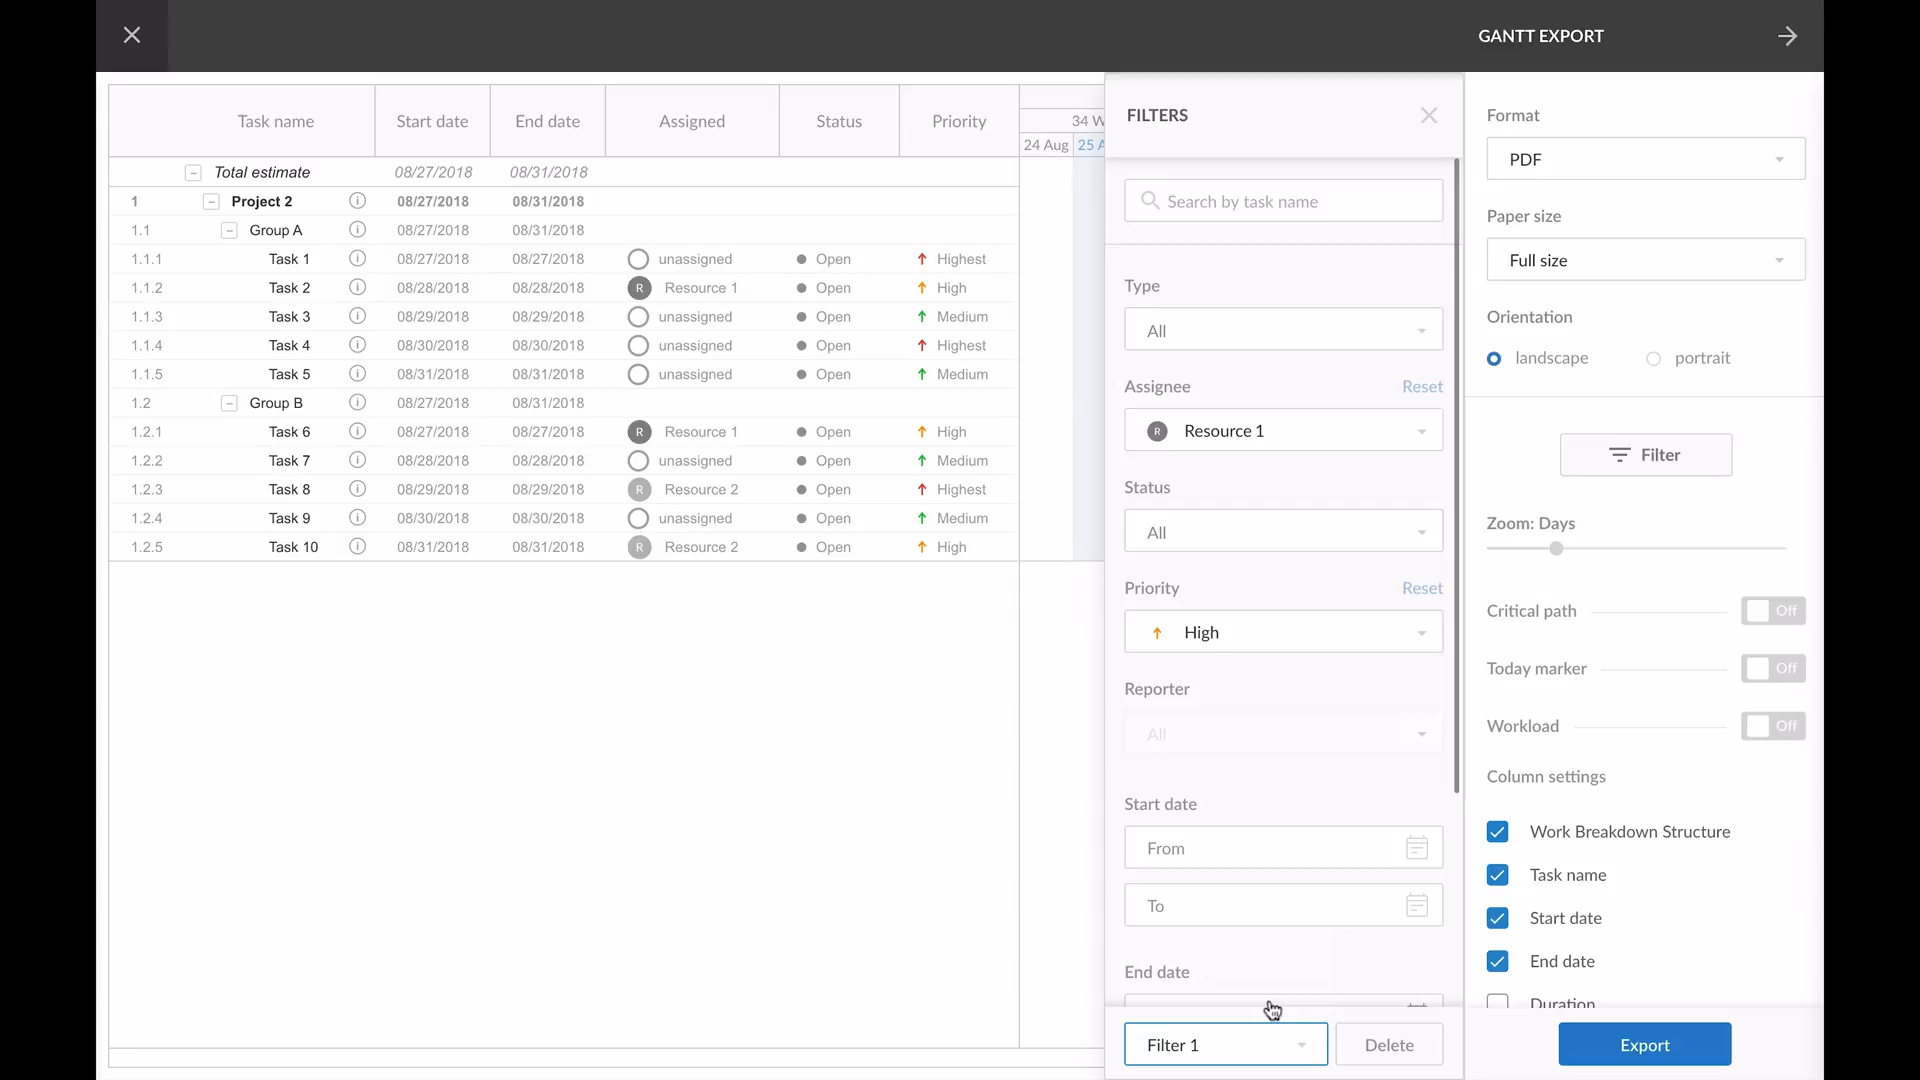 GANTT EXPORT
Task name Start date End date Assigned Status Priority
34 W
24 Aug 25 A
Total estimate 08/27/2018 08/31/2018
1 Project 2 08/27/2018 08/31/2018
1.1 Group A 08/27/2018 08/31/2018
1.1.1 Task 1 08/27/2018 08/27/2018 unassigned Open Highest
1.1.2 Task 2 08/28/2018 08/28/2018 R Resource 1 Open High
1.1.3 Task 3 08/29/2018 08/29/2018 unassigned Open Medium
1.1.4 Task 4 08/30/2018 08/30/2018 unassigned Open Highest
1.1.5 Task 5 08/31/2018 08/31/2018 unassigned Open Medium
1.2 Group B 08/27/2018 08/31/2018
1.2.1 Task 6 08/27/2018 08/27/2018 R Resource 1 Open High
1.2.2 Task 7 08/28/2018 08/28/2018 unassigned Open Medium
1.2.3 Task 8 08/29/2018 08/29/2018 R Resource 2 Open Highest
1.2.4 Task 9 08/30/2018 08/30/2018 unassigned Open Medium
1.2.5 Task 10 08/31/2018 08/31/2018 R Resource 2 Open High
FILTERS
Search by task name
Type
All
Assignee Reset
R Resource 1
Status
All
Priority Reset
High
Reporter
All
Start date
From
To
End date
Filter 1 Delete
Format
PDF
Paper size
Full size
Orientation
landscape portrait
Filter
Zoom: Days
Critical path Off
Today marker Off
Workload Off
Column settings
Work Breakdown Structure
Task name
Start date
End date
Duration
Export